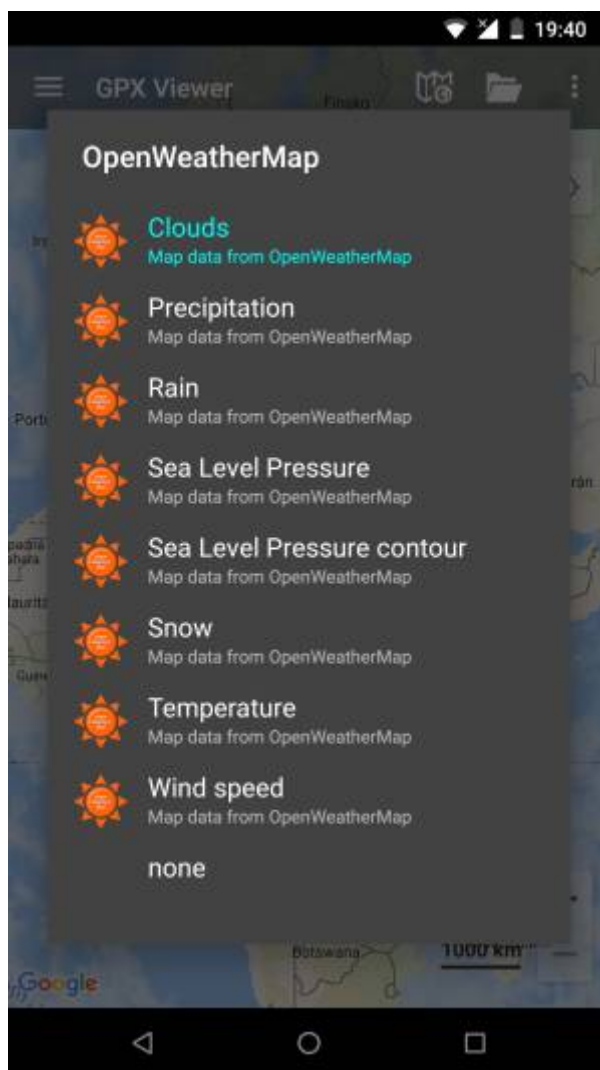 19:40
GPX Viewer
Finsko
OpenWeatherMap
Clouds
Map data from OpenWeatherMap
Precipitation
Map data from OpenWeatherMap
Rain
Map data from OpenWeatherMap
Sea Level Pressure
Map data from OpenWeatherMap
Sea Level Pressure contour
Map data from OpenWeatherMap
Snow
Map data from OpenWeatherMap
Temperature
Map data from OpenWeatherMap
Wind speed
Map data from OpenWeatherMap
none
Botswana
1000 km
Google